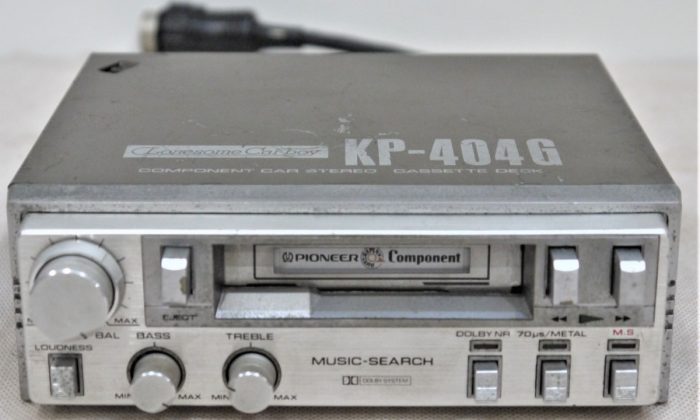 Lonesome Car-boy KP-404G
COMPONENT CAR STEREO CASSETTE DECK
PIONEER Component
EJECT
MAX
BAL BASS TREBLE
DOLBY NR 70μs/METAL M.S
LOUDNESS
MUSIC-SEARCH
MIN MAX MIN MAX
DOLBY SYSTEM